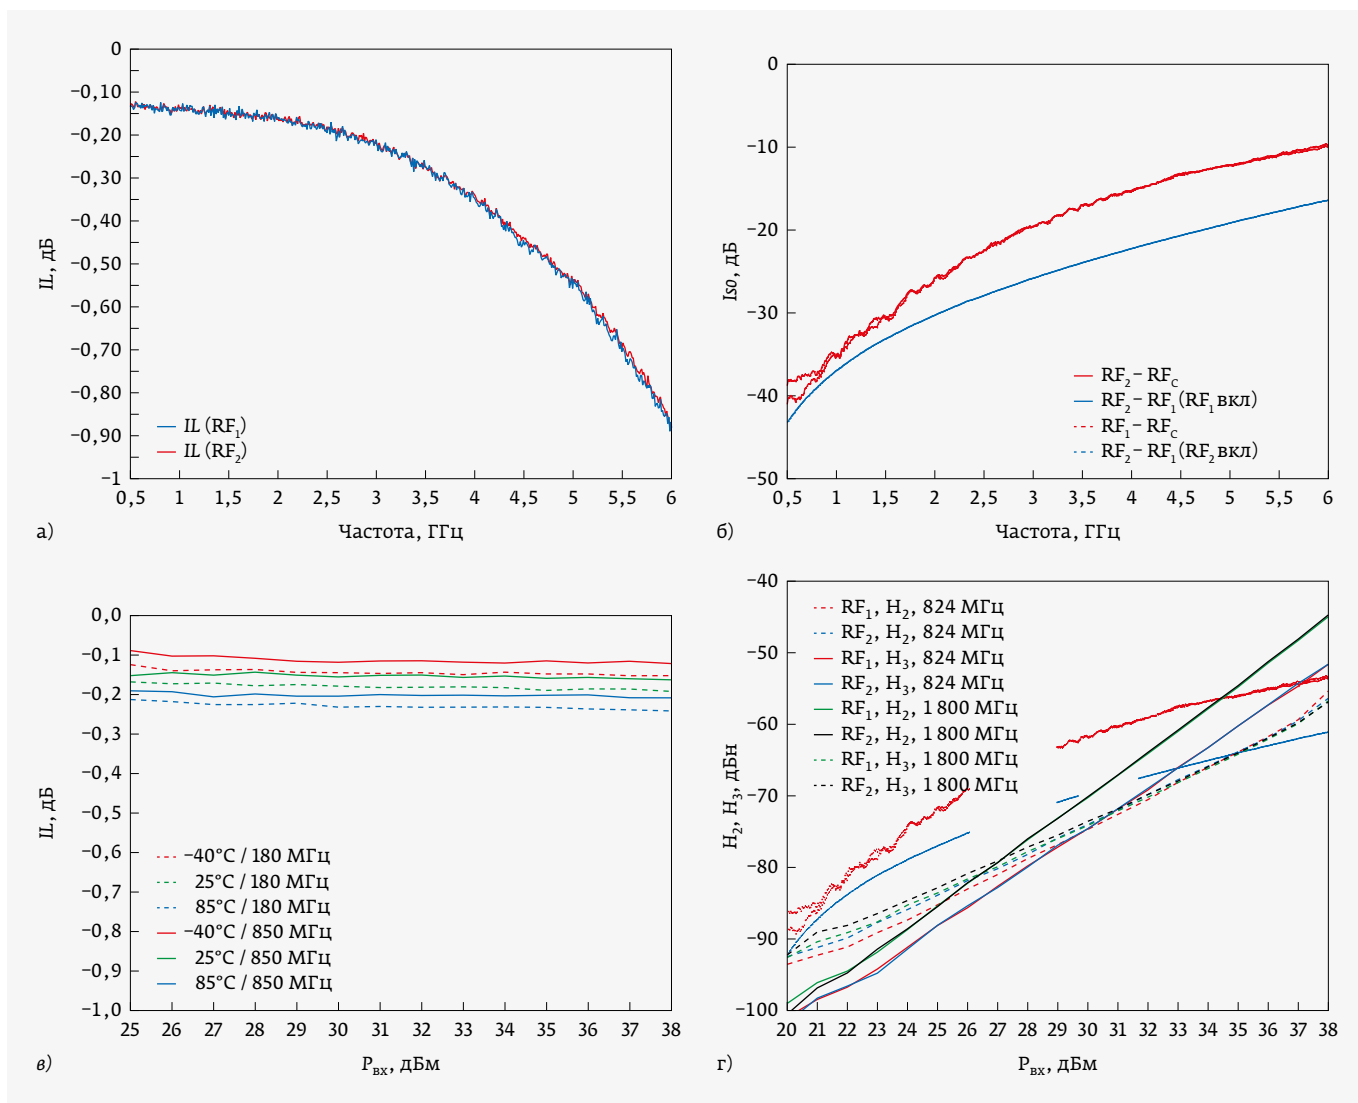 0
−0,10
−0,20
−0,30
−0,40
−0,50
−0,60
−0,70
−0,80
−0,90
−1
IL, дБ
IL (RF₁)
IL (RF₂)
0,5 1 1,5 2 2,5 3 3,5 4 4,5 5 5,5 6
Частота, ГГц
а)
0
−10
−20
−30
−40
−50
Iso, дБ
RF₂ – RF_C
RF₂ – RF₁ (RF₁ вкл)
RF₁ – RF_C
RF₂ – RF₁ (RF₂ вкл)
0,5 1 1,5 2 2,5 3 3,5 4 4,5 5 5,5 6
Частота, ГГц
б)
0,0
−0,1
−0,2
−0,3
−0,4
−0,5
−0,6
−0,7
−0,8
−0,9
−1,0
IL, дБ
−40°C / 180 МГц
25°C / 180 МГц
85°C / 180 МГц
−40°C / 850 МГц
25°C / 850 МГц
85°C / 850 МГц
25 26 27 28 29 30 31 32 33 34 35 36 37 38
P_вх, дБм
в)
−40
−50
−60
−70
−80
−90
−100
H₂, H₃, дБн
RF₁, H₂, 824 МГц
RF₂, H₂, 824 МГц
RF₁, H₃, 824 МГц
RF₂, H₃, 824 МГц
RF₁, H₂, 1 800 МГц
RF₂, H₂, 1 800 МГц
RF₁, H₃, 1 800 МГц
RF₂, H₃, 1 800 МГц
20 21 22 23 24 25 26 27 28 29 30 31 32 33 34 35 36 37 38
P_вх, дБм
г)